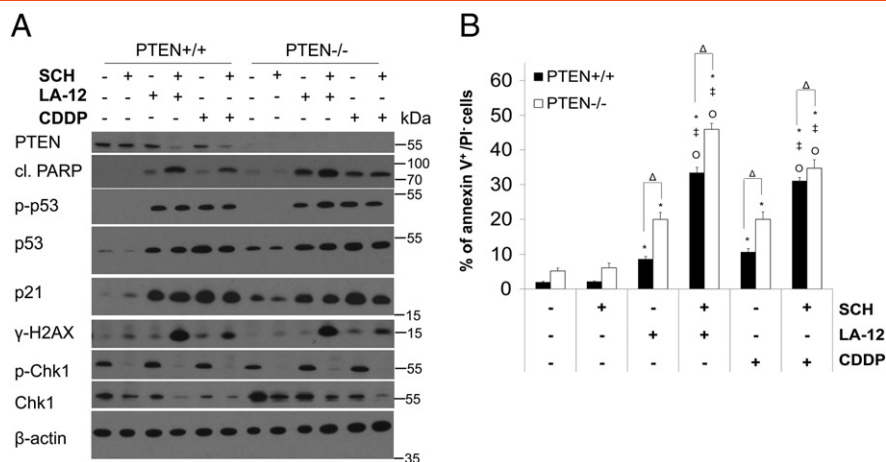 A
PTEN+/+ PTEN-/-
SCH - + - + - + - + - + - +
LA-12 - - + + - - - - + + - -
CDDP - - - - + + - - - - + + kDa
PTEN 55
cl. PARP 100
70
p-p53 55
p53 55
p21
15
γ-H2AX 15
p-Chk1 55
Chk1 55
β-actin
35
B
% of annexin V⁺/PI⁻ cells
PTEN+/+
PTEN-/-
60
50
40
30
20
10
0
Δ Δ Δ Δ
* * * ‡ O * ‡ O * * * ‡ O * ‡ O
- + - + - + SCH
- - + + - - LA-12
- - - - + + CDDP